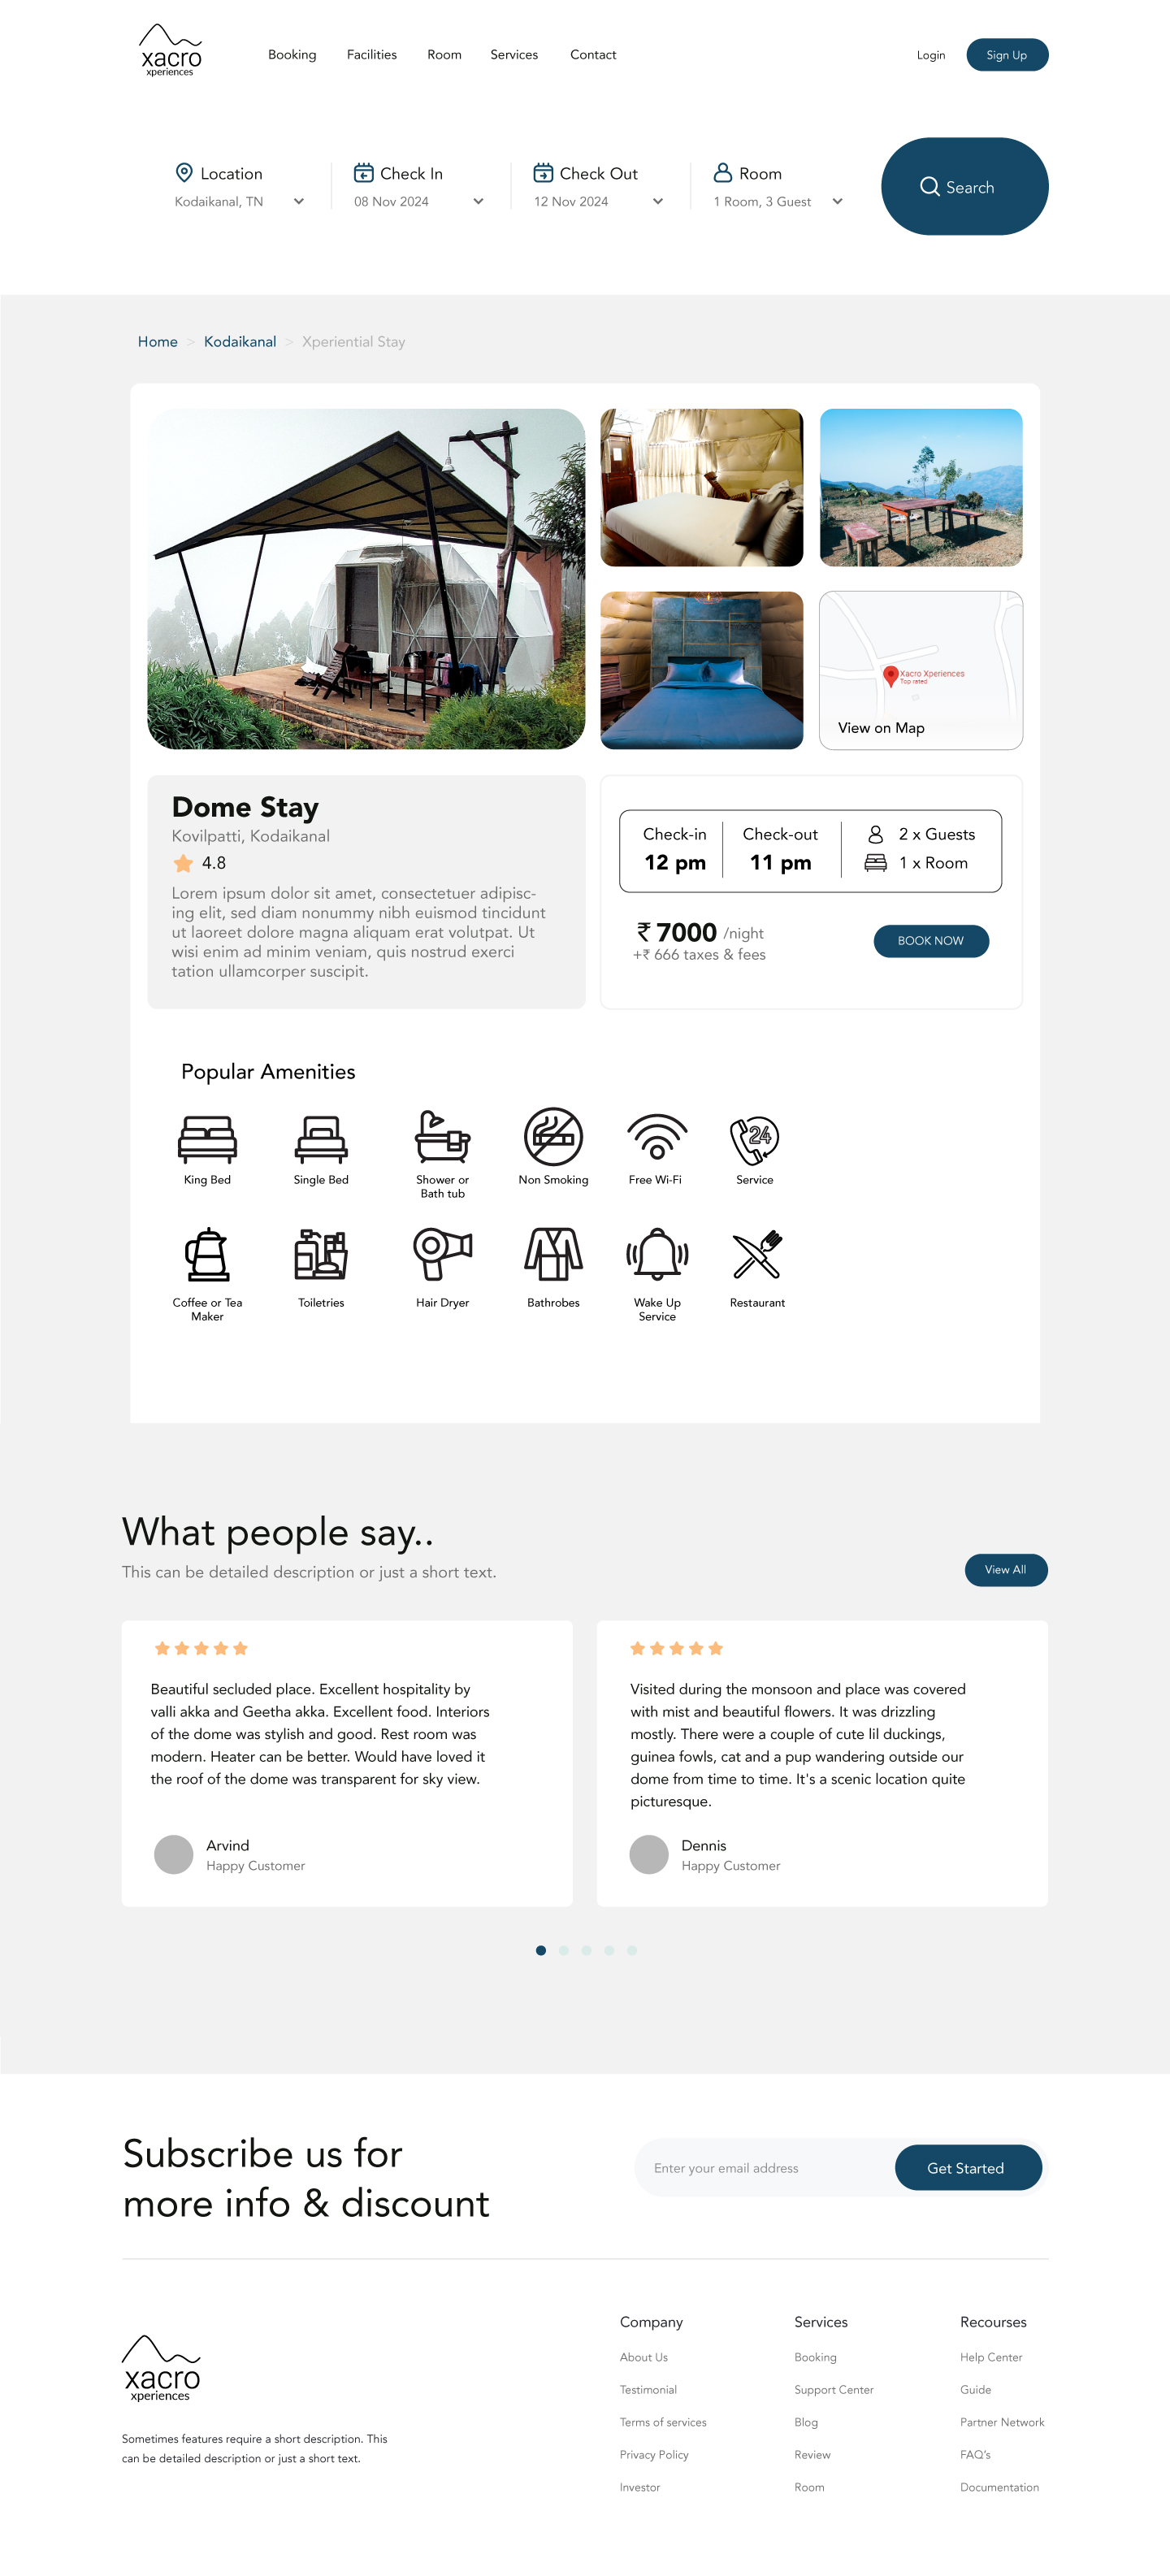 xacro
xperiences
Booking Facilities Room Services Contact
Login
Sign Up
Location
Kodaikanal, TN
Check In
08 Nov 2024
Check Out
12 Nov 2024
Room
1 Room, 3 Guest
Search
Home > Kodaikanal > Xperiential Stay
Xacro Xperiences
Top rated
View on Map
Dome Stay
Kovilpatti, Kodaikanal
4.8
Lorem ipsum dolor sit amet, consectetuer adipisc-
ing elit, sed diam nonummy nibh euismod tincidunt
ut laoreet dolore magna aliquam erat volutpat. Ut
wisi enim ad minim veniam, quis nostrud exerci
tation ullamcorper suscipit.
Check-in
12 pm
Check-out
11 pm
2 x Guests
1 x Room
₹ 7000 /night
+₹ 666 taxes & fees
BOOK NOW
Popular Amenities
King Bed
Single Bed
Shower or
Bath tub
Non Smoking
Free Wi-Fi
24
Service
Coffee or Tea
Maker
Toiletries
Hair Dryer
Bathrobes
Wake Up
Service
Restaurant
What people say..
This can be detailed description or just a short text.
View All
Beautiful secluded place. Excellent hospitality by
valli akka and Geetha akka. Excellent food. Interiors
of the dome was stylish and good. Rest room was
modern. Heater can be better. Would have loved it
the roof of the dome was transparent for sky view.
Arvind
Happy Customer
Visited during the monsoon and place was covered
with mist and beautiful flowers. It was drizzling
mostly. There were a couple of cute lil duckings,
guinea fowls, cat and a pup wandering outside our
dome from time to time. It's a scenic location quite
picturesque.
Dennis
Happy Customer
Subscribe us for
more info & discount
Enter your email address
Get Started
xacro
xperiences
Sometimes features require a short description. This
can be detailed description or just a short text.
Company
About Us
Testimonial
Terms of services
Privacy Policy
Investor
Services
Booking
Support Center
Blog
Review
Room
Recourses
Help Center
Guide
Partner Network
FAQ's
Documentation